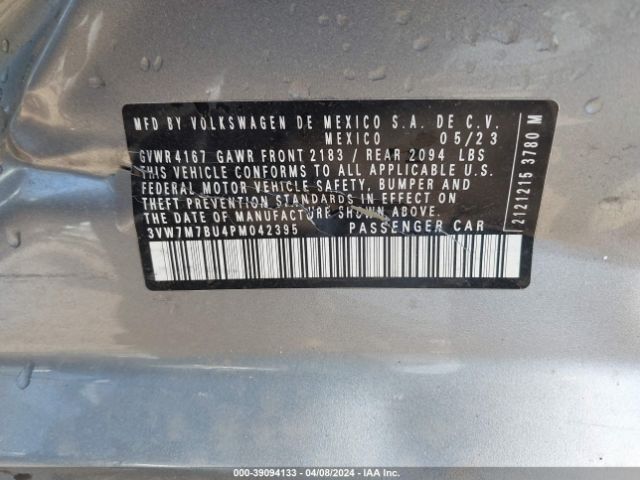 MFD BY VOLKSWAGEN DE MEXICO S.A. DE C.V.
MEXICO 05/23
GVWR 4167 GAWR FRONT 2183 / REAR 2094 LBS
THIS VEHICLE CONFORMS TO ALL APPLICABLE U.S.
FEDERAL MOTOR VEHICLE SAFETY, BUMPER AND
THEFT PREVENTION STANDARDS IN EFFECT ON
THE DATE OF MANUFACTURE SHOWN ABOVE.
3VW7M7BU4PM042395 PASSENGER CAR
2121215 3780 M
000-39094133 | 04/08/2024 | IAA Inc.